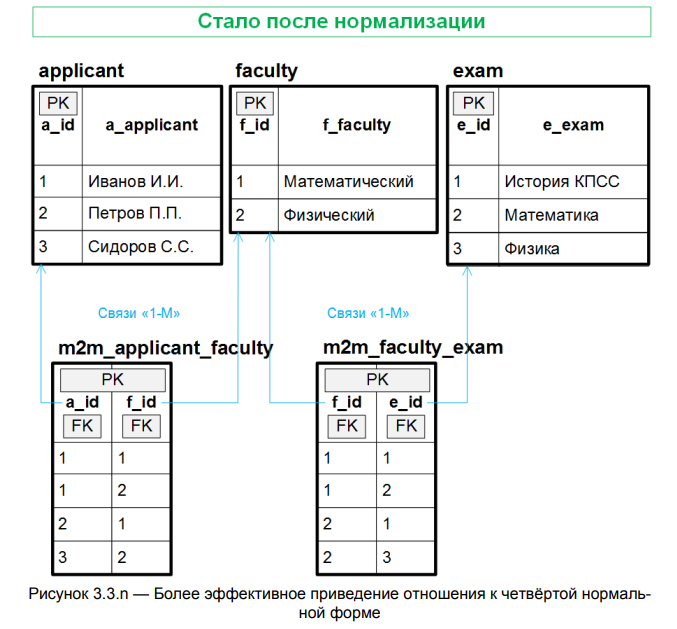 Стало после нормализации
applicant faculty exam
PK PK PK
a_id a_applicant f_id f_faculty e_id e_exam
1 Иванов И.И. 1 Математический 1 История КПСС
2 Петров П.П. 2 Физический 2 Математика
3 Сидоров С.С. 3 Физика
Связи «1-М» Связи «1-М»
m2m_applicant_faculty m2m_faculty_exam
PK PK
a_id f_id f_id e_id
FK FK FK FK
1 1 1 1
1 2 1 2
2 1 2 1
3 2 2 3
Рисунок 3.3.n — Более эффективное приведение отношения к четвёртой нормаль-
ной форме